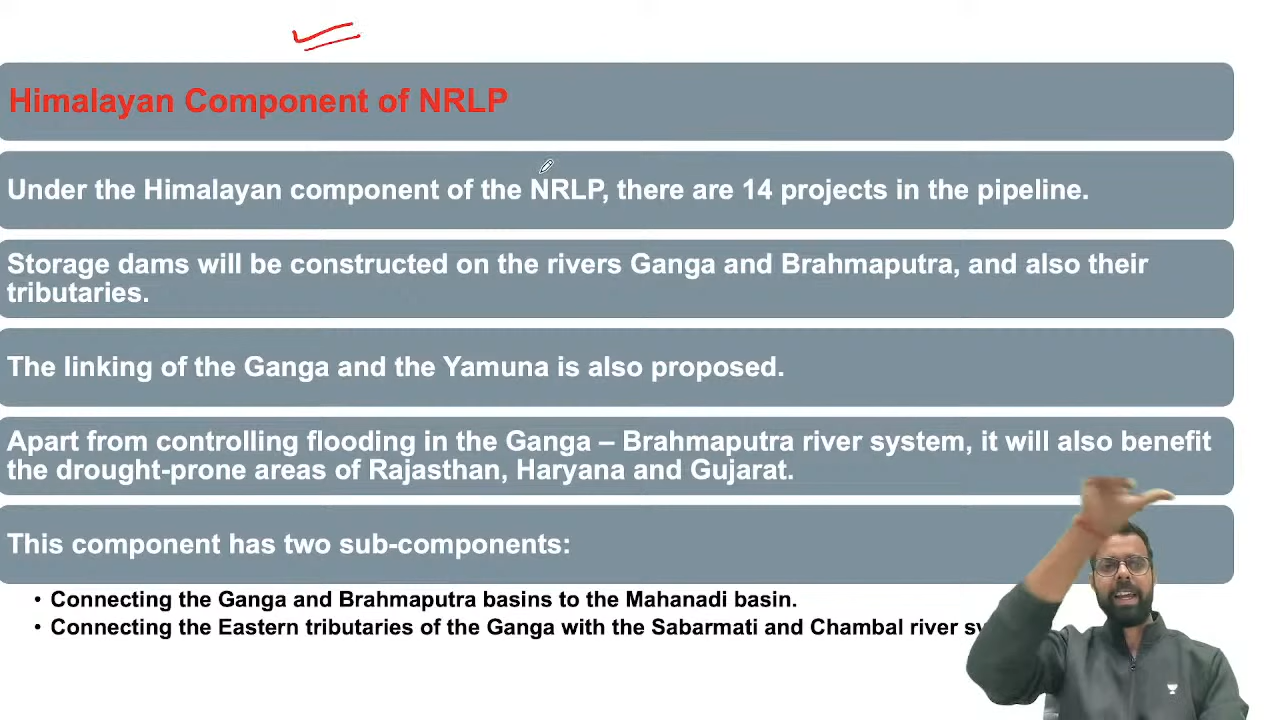 Himalayan Component of NRLP
Under the Himalayan component of the NRLP, there are 14 projects in the pipeline.
Storage dams will be constructed on the rivers Ganga and Brahmaputra, and also their
tributaries.
The linking of the Ganga and the Yamuna is also proposed.
Apart from controlling flooding in the Ganga – Brahmaputra river system, it will also benefit
the drought-prone areas of Rajasthan, Haryana and Gujarat.
This component has two sub-components:
• Connecting the Ganga and Brahmaputra basins to the Mahanadi basin.
• Connecting the Eastern tributaries of the Ganga with the Sabarmati and Chambal river